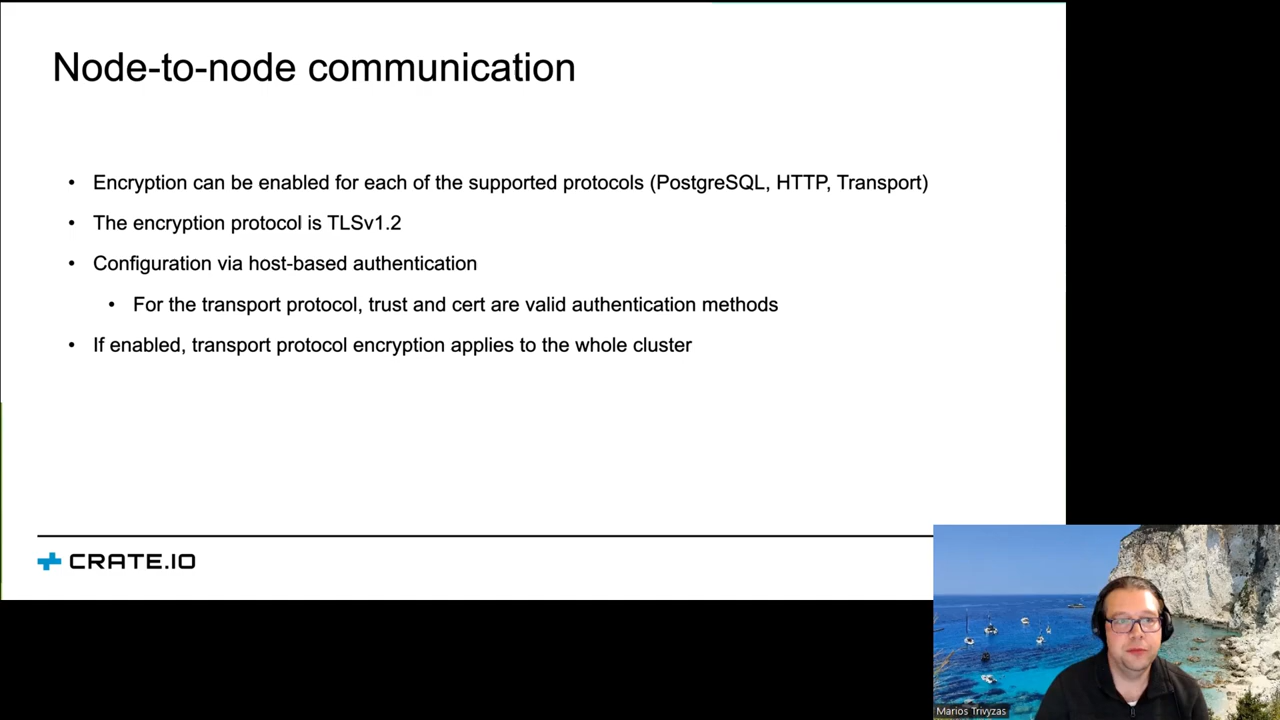 Node-to-node communication
• Encryption can be enabled for each of the supported protocols (PostgreSQL, HTTP, Transport)
• The encryption protocol is TLSv1.2
• Configuration via host-based authentication
• For the transport protocol, trust and cert are valid authentication methods
• If enabled, transport protocol encryption applies to the whole cluster
CRATE.IO
Marios Trivyzas